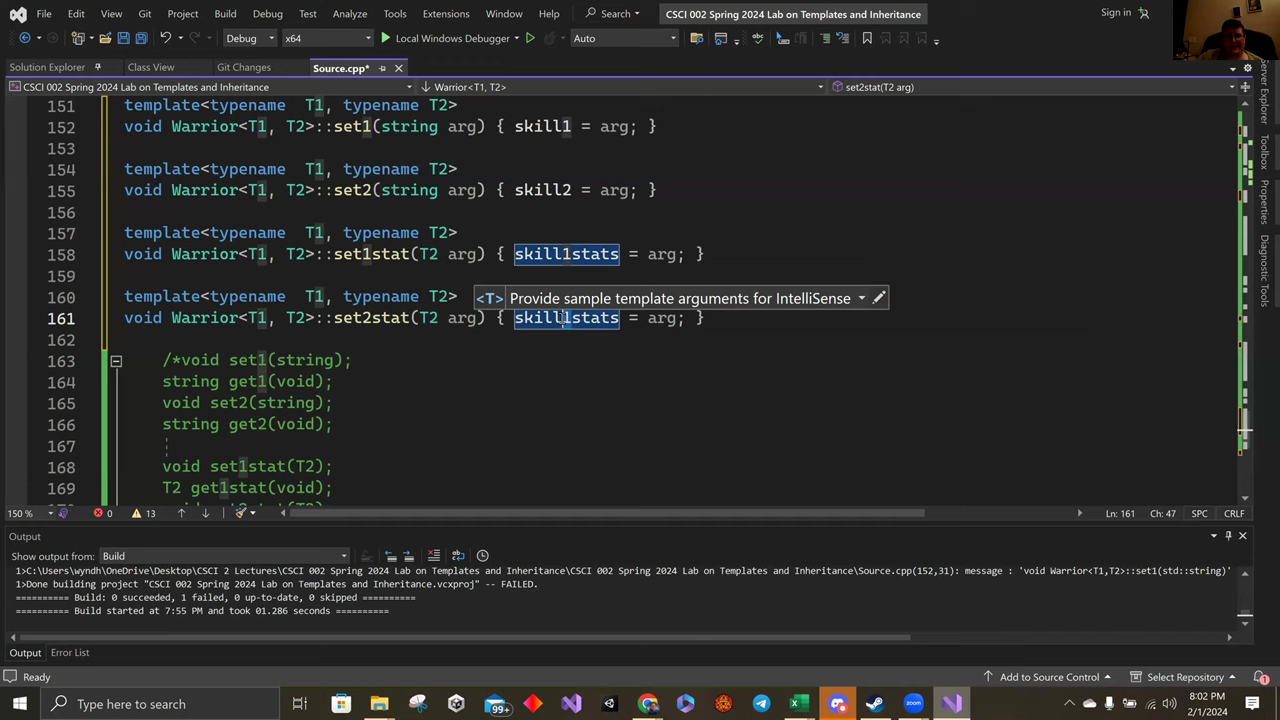 File Edit View Git Project Build Debug Test Analyze Tools Extensions Window Help Search CSCI 002 Spring 2024 Lab on Templates and Inheritance Sign in
Debug x64 Local Windows Debugger Auto
Solution Explorer Class View Git Changes Source.cpp*
CSCI 002 Spring 2024 Lab on Templates and Inheritance Warrior<T1, T2> set2stat(T2 arg)
151 template<typename T1, typename T2>
152 void Warrior<T1, T2>::set1(string arg) { skill1 = arg; }
153
154 template<typename T1, typename T2>
155 void Warrior<T1, T2>::set2(string arg) { skill2 = arg; }
156
157 template<typename T1, typename T2>
158 void Warrior<T1, T2>::set1stat(T2 arg) { skill1stats = arg; }
159
160 template<typename T1, typename T2>
<T> Provide sample template arguments for IntelliSense
161 void Warrior<T1, T2>::set2stat(T2 arg) { skill1stats = arg; }
162
163 /*void set1(string);
164 string get1(void);
165 void set2(string);
166 string get2(void);
167
168 void set1stat(T2);
169 T2 get1stat(void);
150 % 0 13 Ln: 161 Ch: 47 SPC CRLF
Output
Show output from: Build
1>C:\Users\wyndh\OneDrive\Desktop\CSCI 2 Lectures\CSCI 002 Spring 2024 Lab on Templates and Inheritance\CSCI 002 Spring 2024 Lab on Templates and Inheritance\Source.cpp(152,31): message : 'void Warrior<T1,T2>::set1(std::string)'
1>Done building project "CSCI 002 Spring 2024 Lab on Templates and Inheritance.vcxproj" -- FAILED.
========== Build: 0 succeeded, 1 failed, 0 up-to-date, 0 skipped ==========
========== Build started at 7:55 PM and took 01.286 seconds ==========
Output Error List
Ready Add to Source Control Select Repository
Type here to search 99+ 8:02 PM
2/1/2024
Server Explorer
Toolbox
Properties
Diagnostic Tools